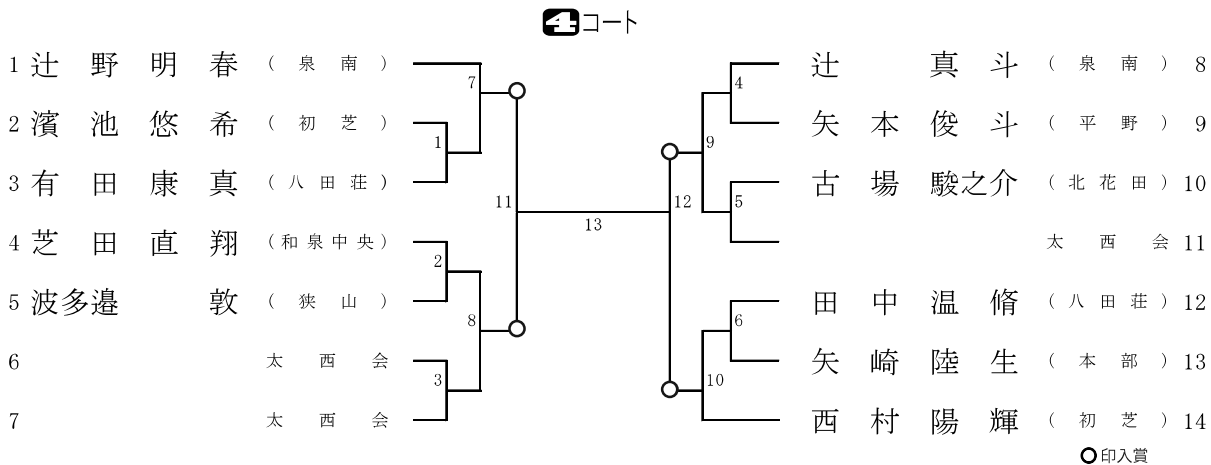 4コート
1 辻野明春 (泉南)
2 濱池悠希 (初芝)
3 有田康真 (八田荘)
4 芝田直翔 (和泉中央)
5 波多邉 敦 (狭山)
6 太西会
7 太西会
7
1
11
2
8
3
13
辻 真斗 (泉南) 8
矢本俊斗 (平野) 9
古場駿之介 (北花田) 10
太西会 11
田中温脩 (八田荘) 12
矢崎陸生 (本部) 13
西村陽輝 (初芝) 14
4
9
5
12
6
10
○印入賞